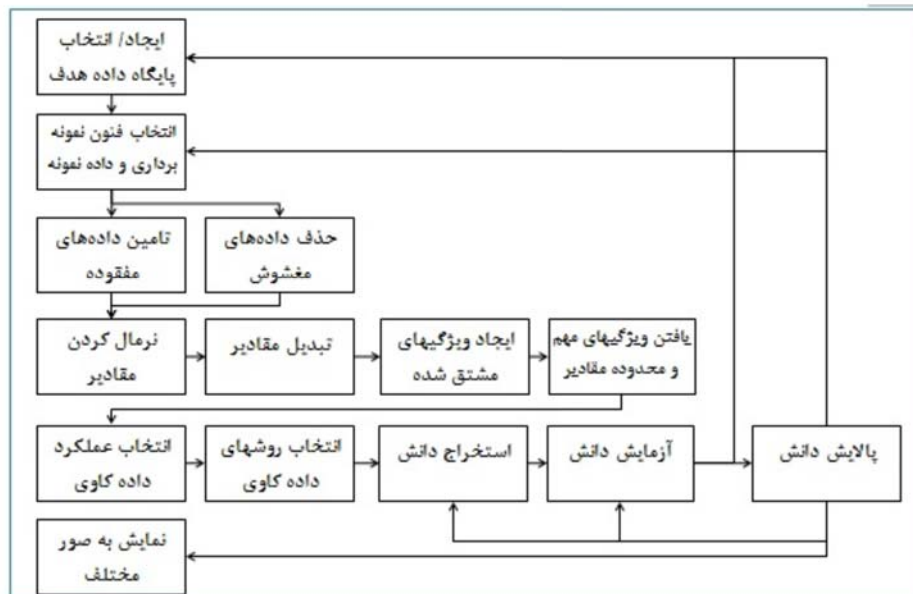 ایجاد/ انتخاب
پایگاه داده هدف
انتخاب فنون نمونه
برداری و داده نمونه
تامین داده‌های
مفقوده
حذف داده‌های
مغشوش
نرمال کردن
مقادیر
تبدیل مقادیر
ایجاد ویژگیهای
مشتق شده
یافتن ویژگیهای مهم
و محدوده مقادیر
انتخاب عملکرد
داده کاوی
انتخاب روشهای
داده کاوی
استخراج دانش
آزمایش دانش
پالایش دانش
نمایش به صور
مختلف